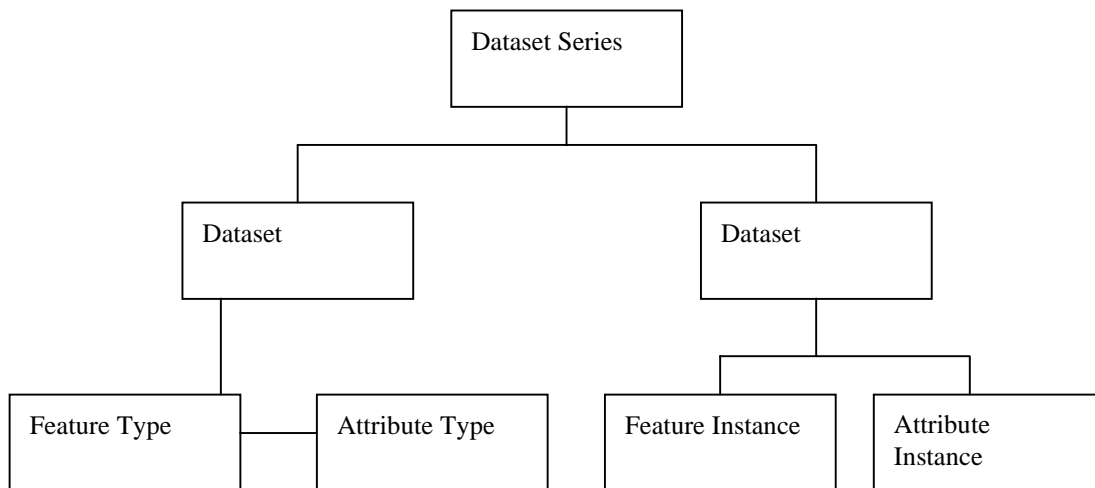 Dataset Series
Dataset
Dataset
Feature Type
Attribute Type
Feature Instance
Attribute
Instance